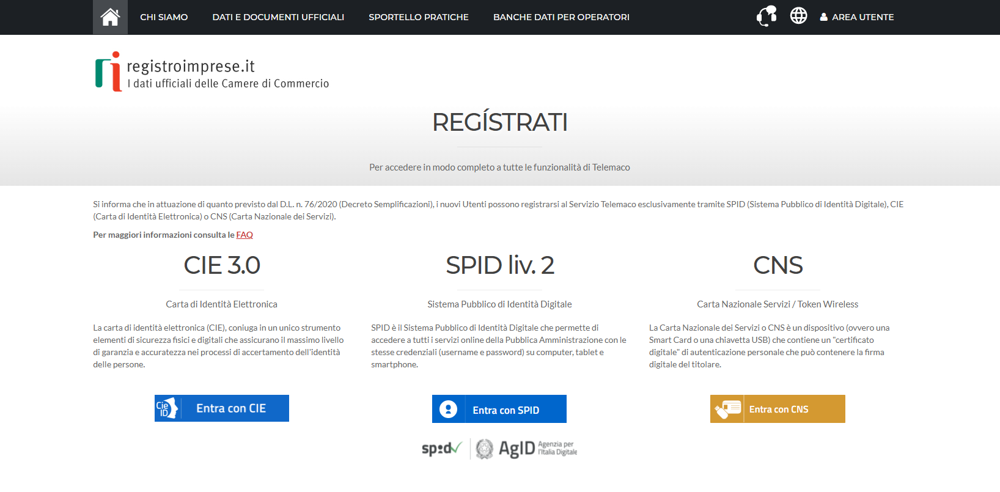 CHI SIAMO DATI E DOCUMENTI UFFICIALI SPORTELLO PRATICHE BANCHE DATI PER OPERATORI AREA UTENTE
registroimprese.it
I dati ufficiali delle Camere di Commercio
REGÍSTRATI
Per accedere in modo completo a tutte le funzionalità di Telemaco
Si informa che in attuazione di quanto previsto dal D.L. n. 76/2020 (Decreto Semplificazioni), i nuovi Utenti possono registrarsi al Servizio Telemaco esclusivamente tramite SPID (Sistema Pubblico di Identità Digitale), CIE
(Carta di Identità Elettronica) o CNS (Carta Nazionale dei Servizi).
Per maggiori informazioni consulta le FAQ
CIE 3.0
Carta di Identità Elettronica
La carta di identità elettronica (CIE), coniuga in un unico strumento
elementi di sicurezza fisici e digitali che assicurano il massimo livello
di garanzia e accuratezza nei processi di accertamento dell'identità
delle persone.
Cie
ID
Entra con CIE
SPID liv. 2
Sistema Pubblico di Identità Digitale
SPID è il Sistema Pubblico di Identità Digitale che permette di
accedere a tutti i servizi online della Pubblica Amministrazione con le
stesse credenziali (username e password) su computer, tablet e
smartphone.
Entra con SPID
spid
AgID
Agenzia per
l'Italia Digitale
CNS
Carta Nazionale Servizi / Token Wireless
La Carta Nazionale dei Servizi o CNS è un dispositivo (ovvero una
Smart Card o una chiavetta USB) che contiene un "certificato
digitale" di autenticazione personale che può contenere la firma
digitale del titolare.
Entra con CNS